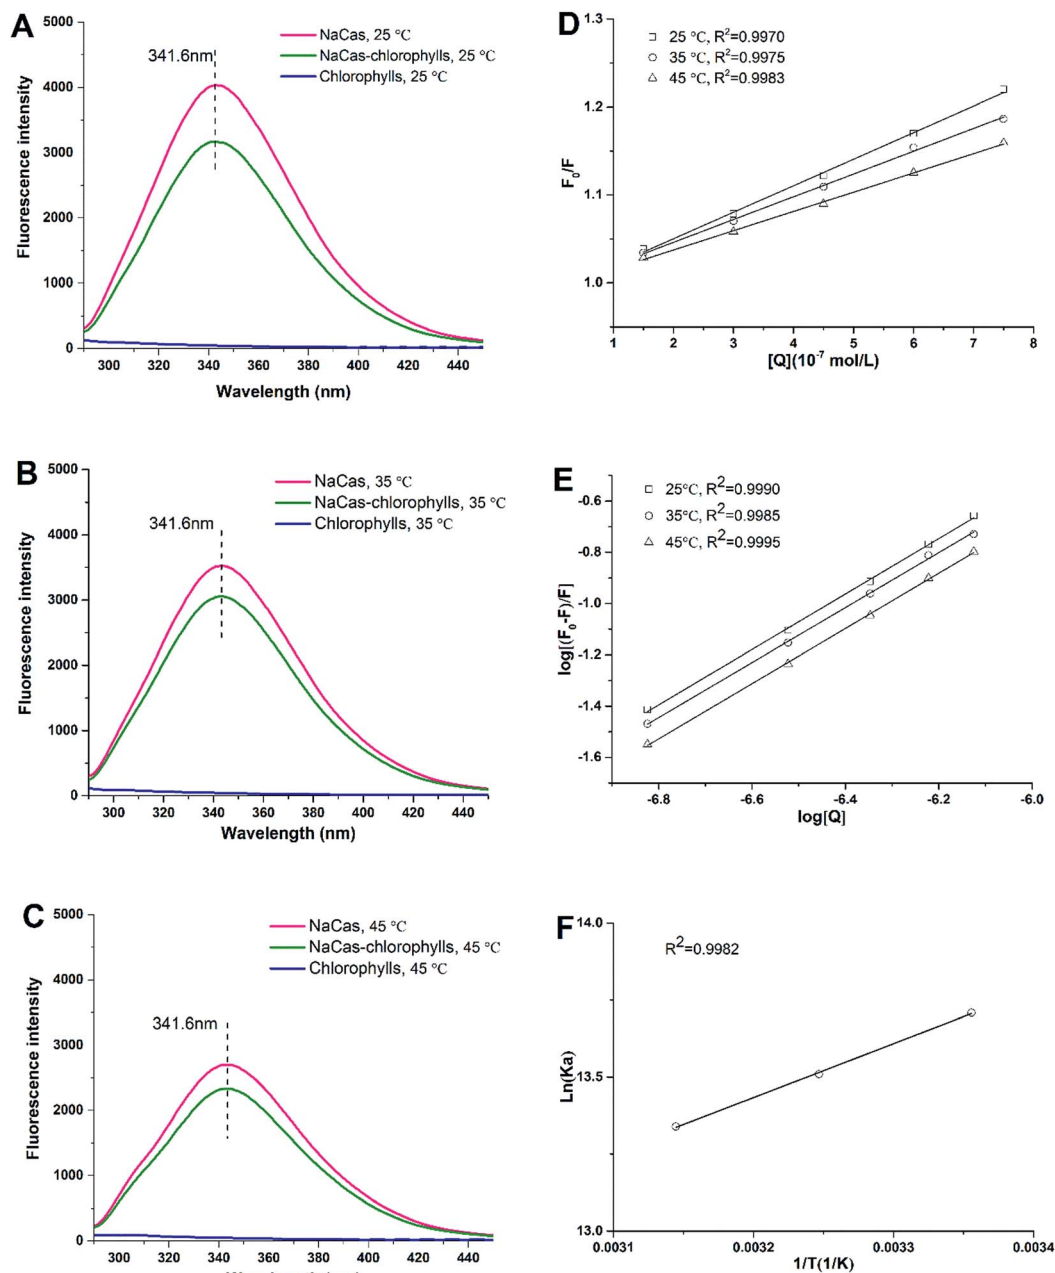 A
5000
4000
3000
2000
1000
0
Fluorescence intensity
341.6nm
NaCas, 25 ℃
NaCas-chlorophylls, 25 ℃
Chlorophylls, 25 ℃
300 320 340 360 380 400 420 440
Wavelength (nm)
D
1.3
1.2
1.1
1.0
F0/F
25 ℃, R2=0.9970
35 ℃, R2=0.9975
45 ℃, R2=0.9983
1 2 3 4 5 6 7 8
[Q](10-7 mol/L)
B
5000
4000
3000
2000
1000
0
Fluorescence intensity
341.6nm
NaCas, 35 ℃
NaCas-chlorophylls, 35 ℃
Chlorophylls, 35 ℃
300 320 340 360 380 400 420 440
Wavelength (nm)
E
-0.6
-0.8
-1.0
-1.2
-1.4
-1.6
log[(F0-F)/F]
25℃, R2=0.9990
35℃, R2=0.9985
45℃, R2=0.9995
-6.8 -6.6 -6.4 -6.2 -6.0
log[Q]
C
5000
4000
3000
2000
1000
0
Fluorescence intensity
341.6nm
NaCas, 45 ℃
NaCas-chlorophylls, 45 ℃
Chlorophylls, 45 ℃
300 320 340 360 380 400 420 440
F
14.0
13.5
13.0
Ln(Ka)
R2=0.9982
0.0031 0.0032 0.0033 0.0034
1/T(1/K)